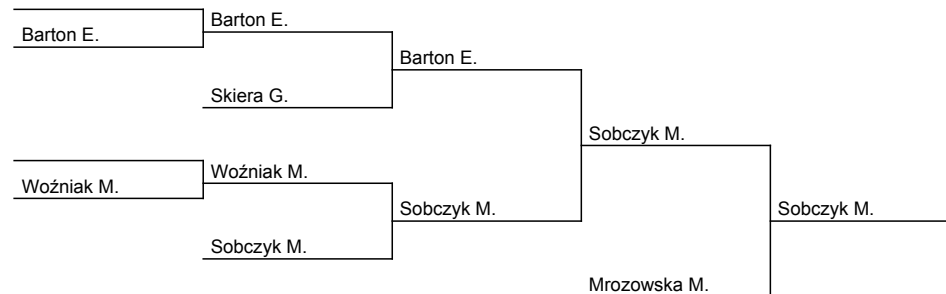 Barton E.
Barton E.
Barton E.
Skiera G.
Sobczyk M.
Woźniak M.
Woźniak M.
Sobczyk M.
Sobczyk M.
Sobczyk M.
Mrozowska M.